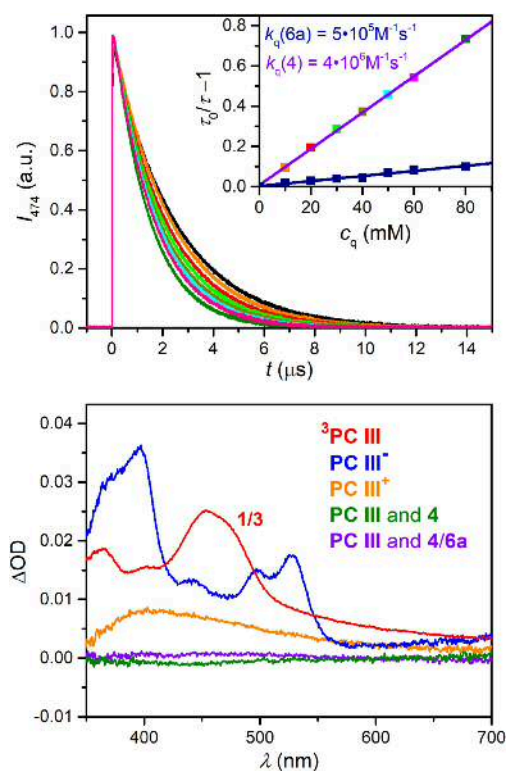 k_q(6a) = 5•10⁵M⁻¹s⁻¹
k_q(4) = 4•10⁶M⁻¹s⁻¹
τ₀/τ−1
0.8
0.6
0.4
0.2
0.0
0 20 40 60 80
c_q (mM)
I₄₇₄ (a.u.)
1.0
0.8
0.6
0.4
0.2
0.0
0 2 4 6 8 10 12 14
t (μs)
ΔOD
0.04
0.03
0.02
0.01
0.00
-0.01
³PC III
PC III⁻
PC III⁺
PC III and 4
PC III and 4/6a
1/3
400 500 600 700
λ (nm)